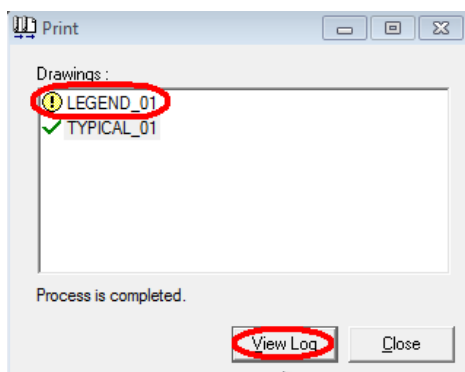 Print
Drawings :
LEGEND_01
TYPICAL_01
Process is completed.
View Log
Close